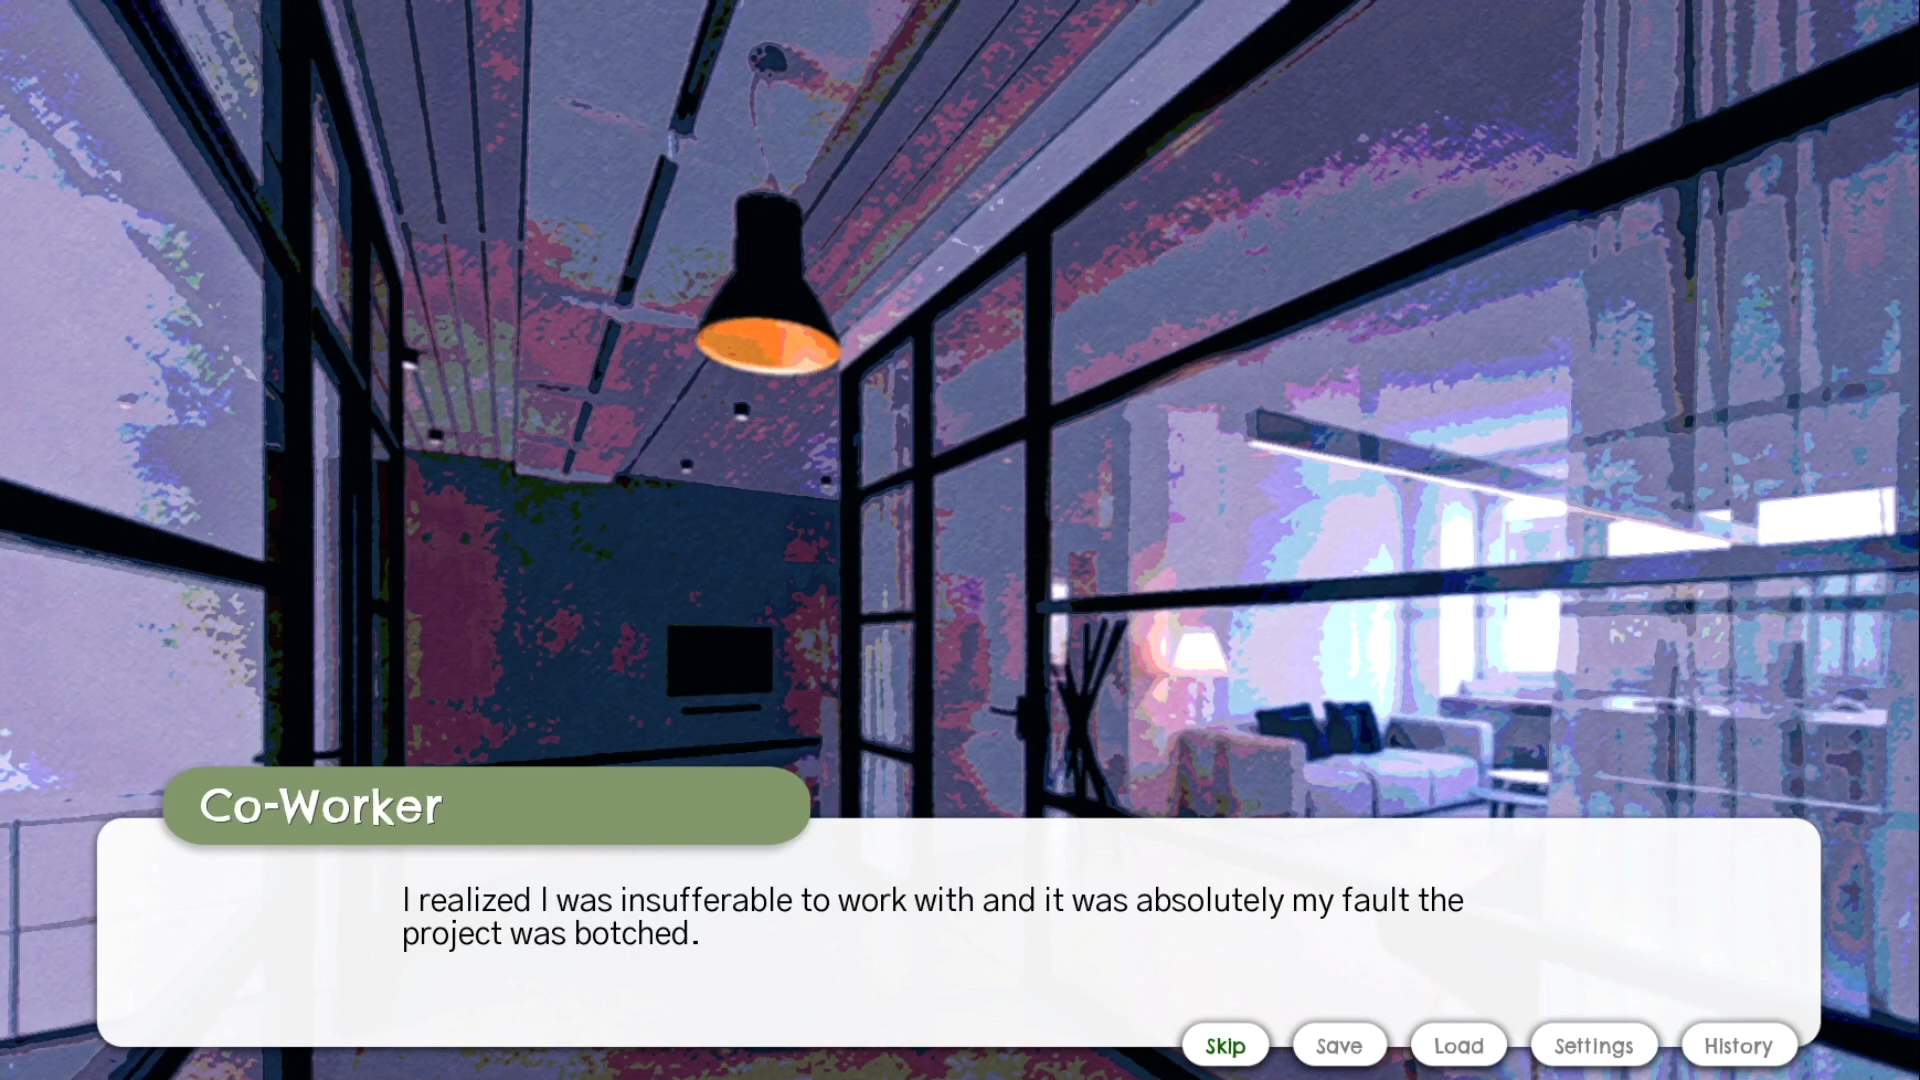 Co-Worker
I realized I was insufferable to work with and it was absolutely my fault the
project was botched.
Skip Save Load Settings History